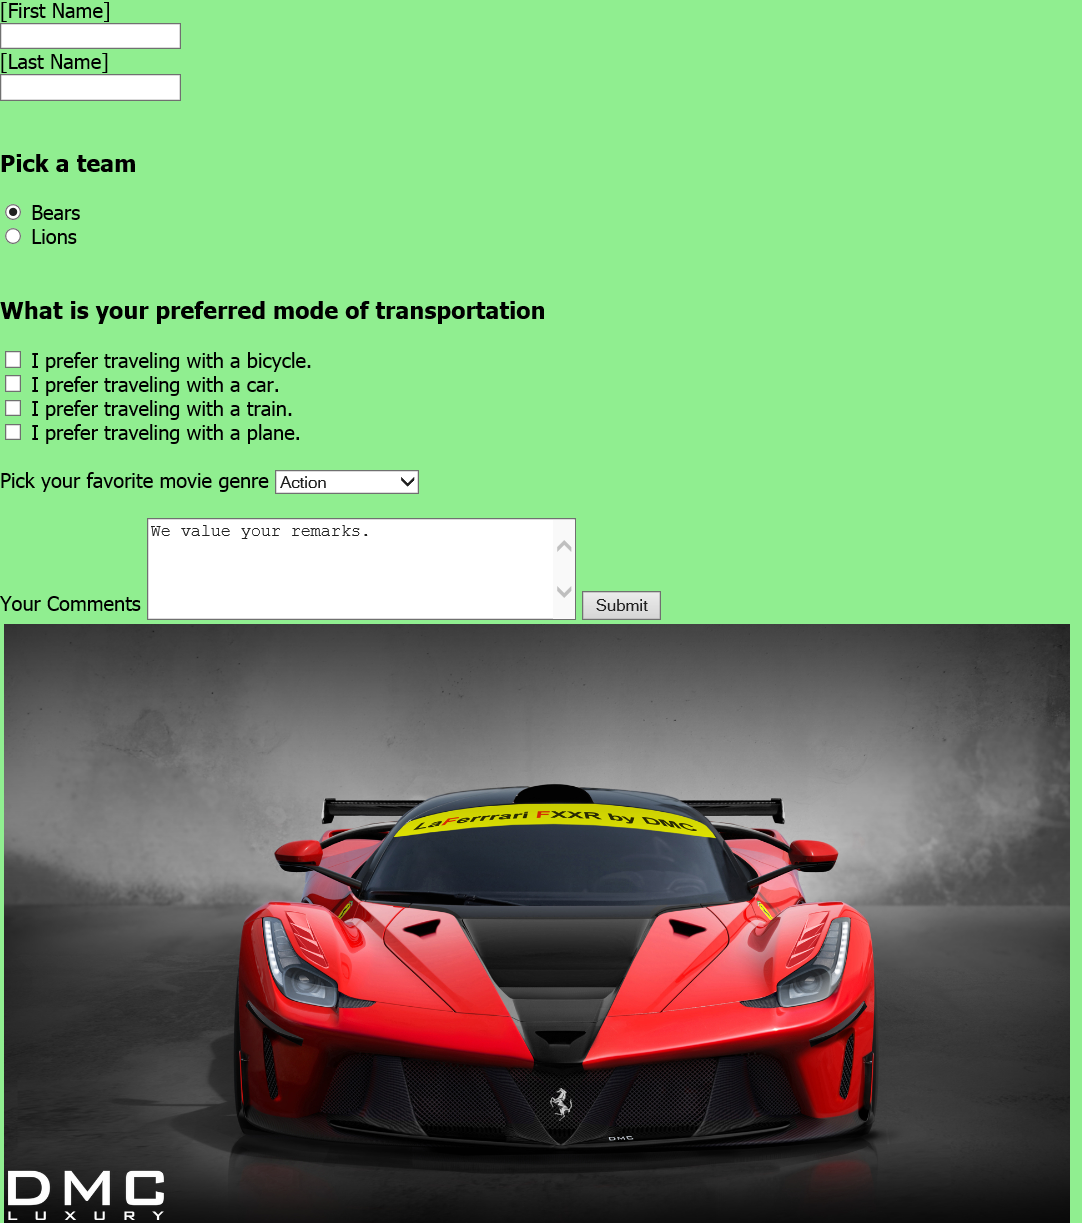 [First Name]
[Last Name]
Pick a team
Bears
Lions
What is your preferred mode of transportation
I prefer traveling with a bicycle.
I prefer traveling with a car.
I prefer traveling with a train.
I prefer traveling with a plane.
Pick your favorite movie genre Action
We value your remarks.
Your Comments Submit
LaFerrrari FXXR by DMC
DMC
DMC
LUXURY